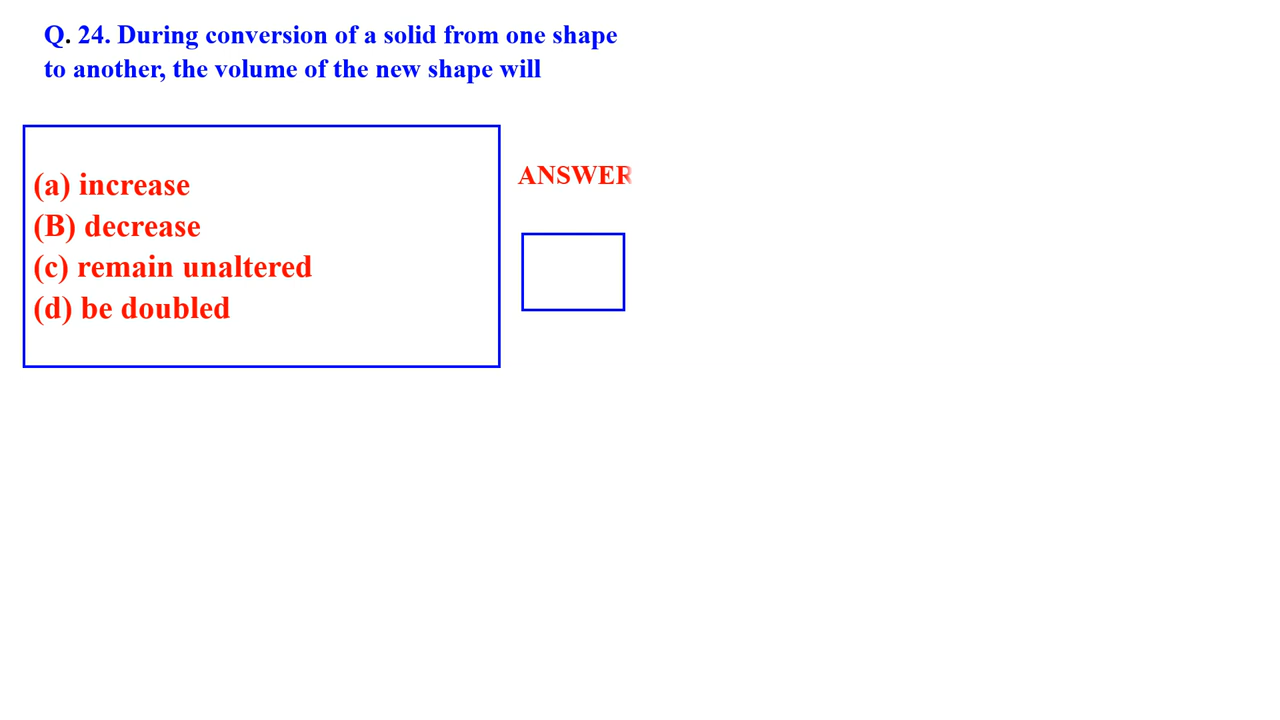 Q. 24. During conversion of a solid from one shape
to another, the volume of the new shape will
(a) increase
(B) decrease
(c) remain unaltered
(d) be doubled
ANSWER